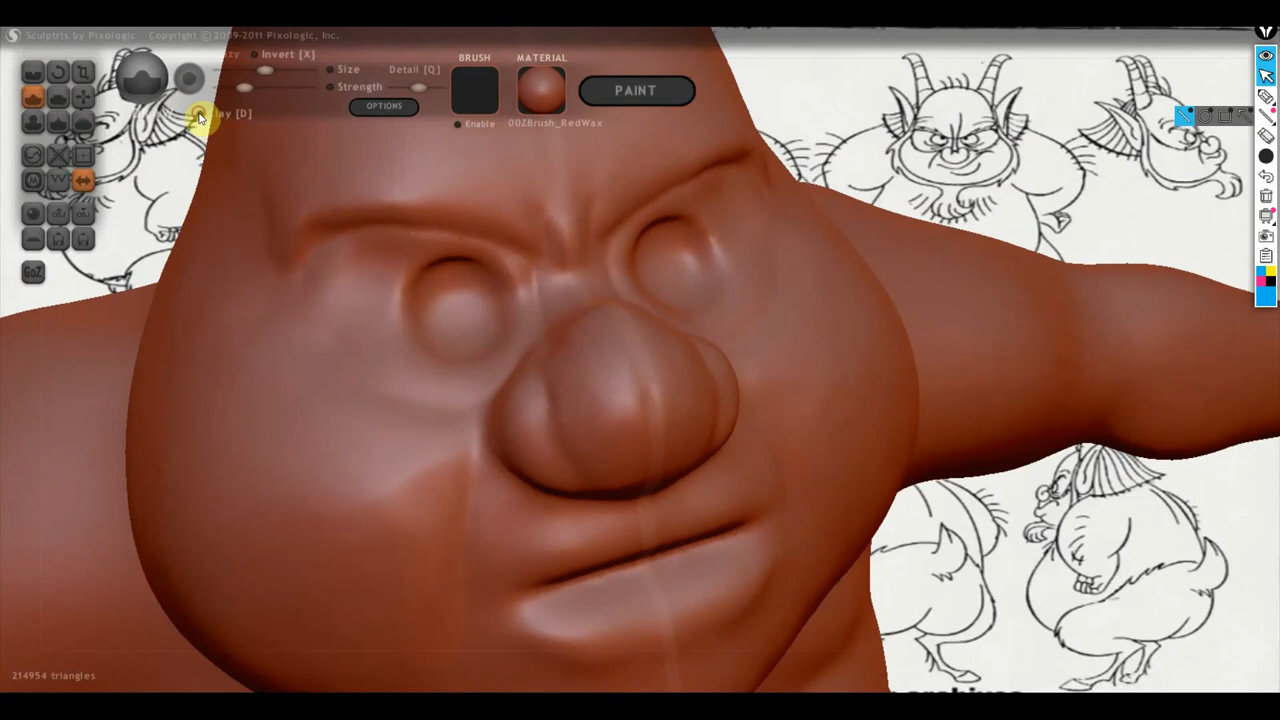 Sculptris by Pixologic Copyright © 2009-2011 Pixologic, Inc.
Invert [X]
BRUSH
MATERIAL
Size
Detail [Q]
Strength
PAINT
OPTIONS
[D]
Enable
00ZBrush_RedWax
GoZ
214954 triangles